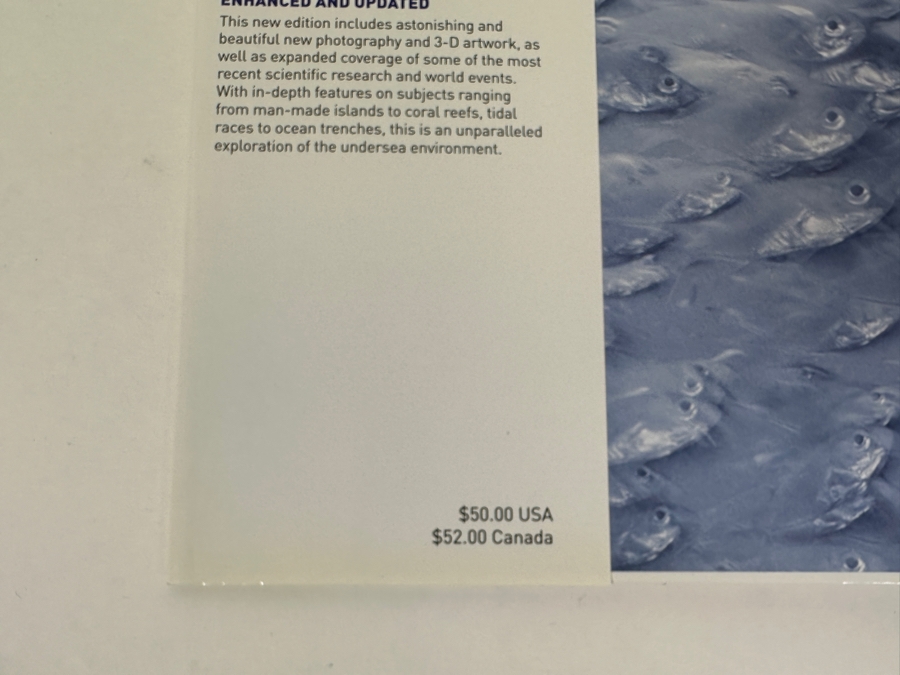 ENHANCED AND UPDATED
This new edition includes astonishing and
beautiful new photography and 3-D artwork, as
well as expanded coverage of some of the most
recent scientific research and world events.
With in-depth features on subjects ranging
from man-made islands to coral reefs, tidal
races to ocean trenches, this is an unparalleled
exploration of the undersea environment.
$50.00 USA
$52.00 Canada